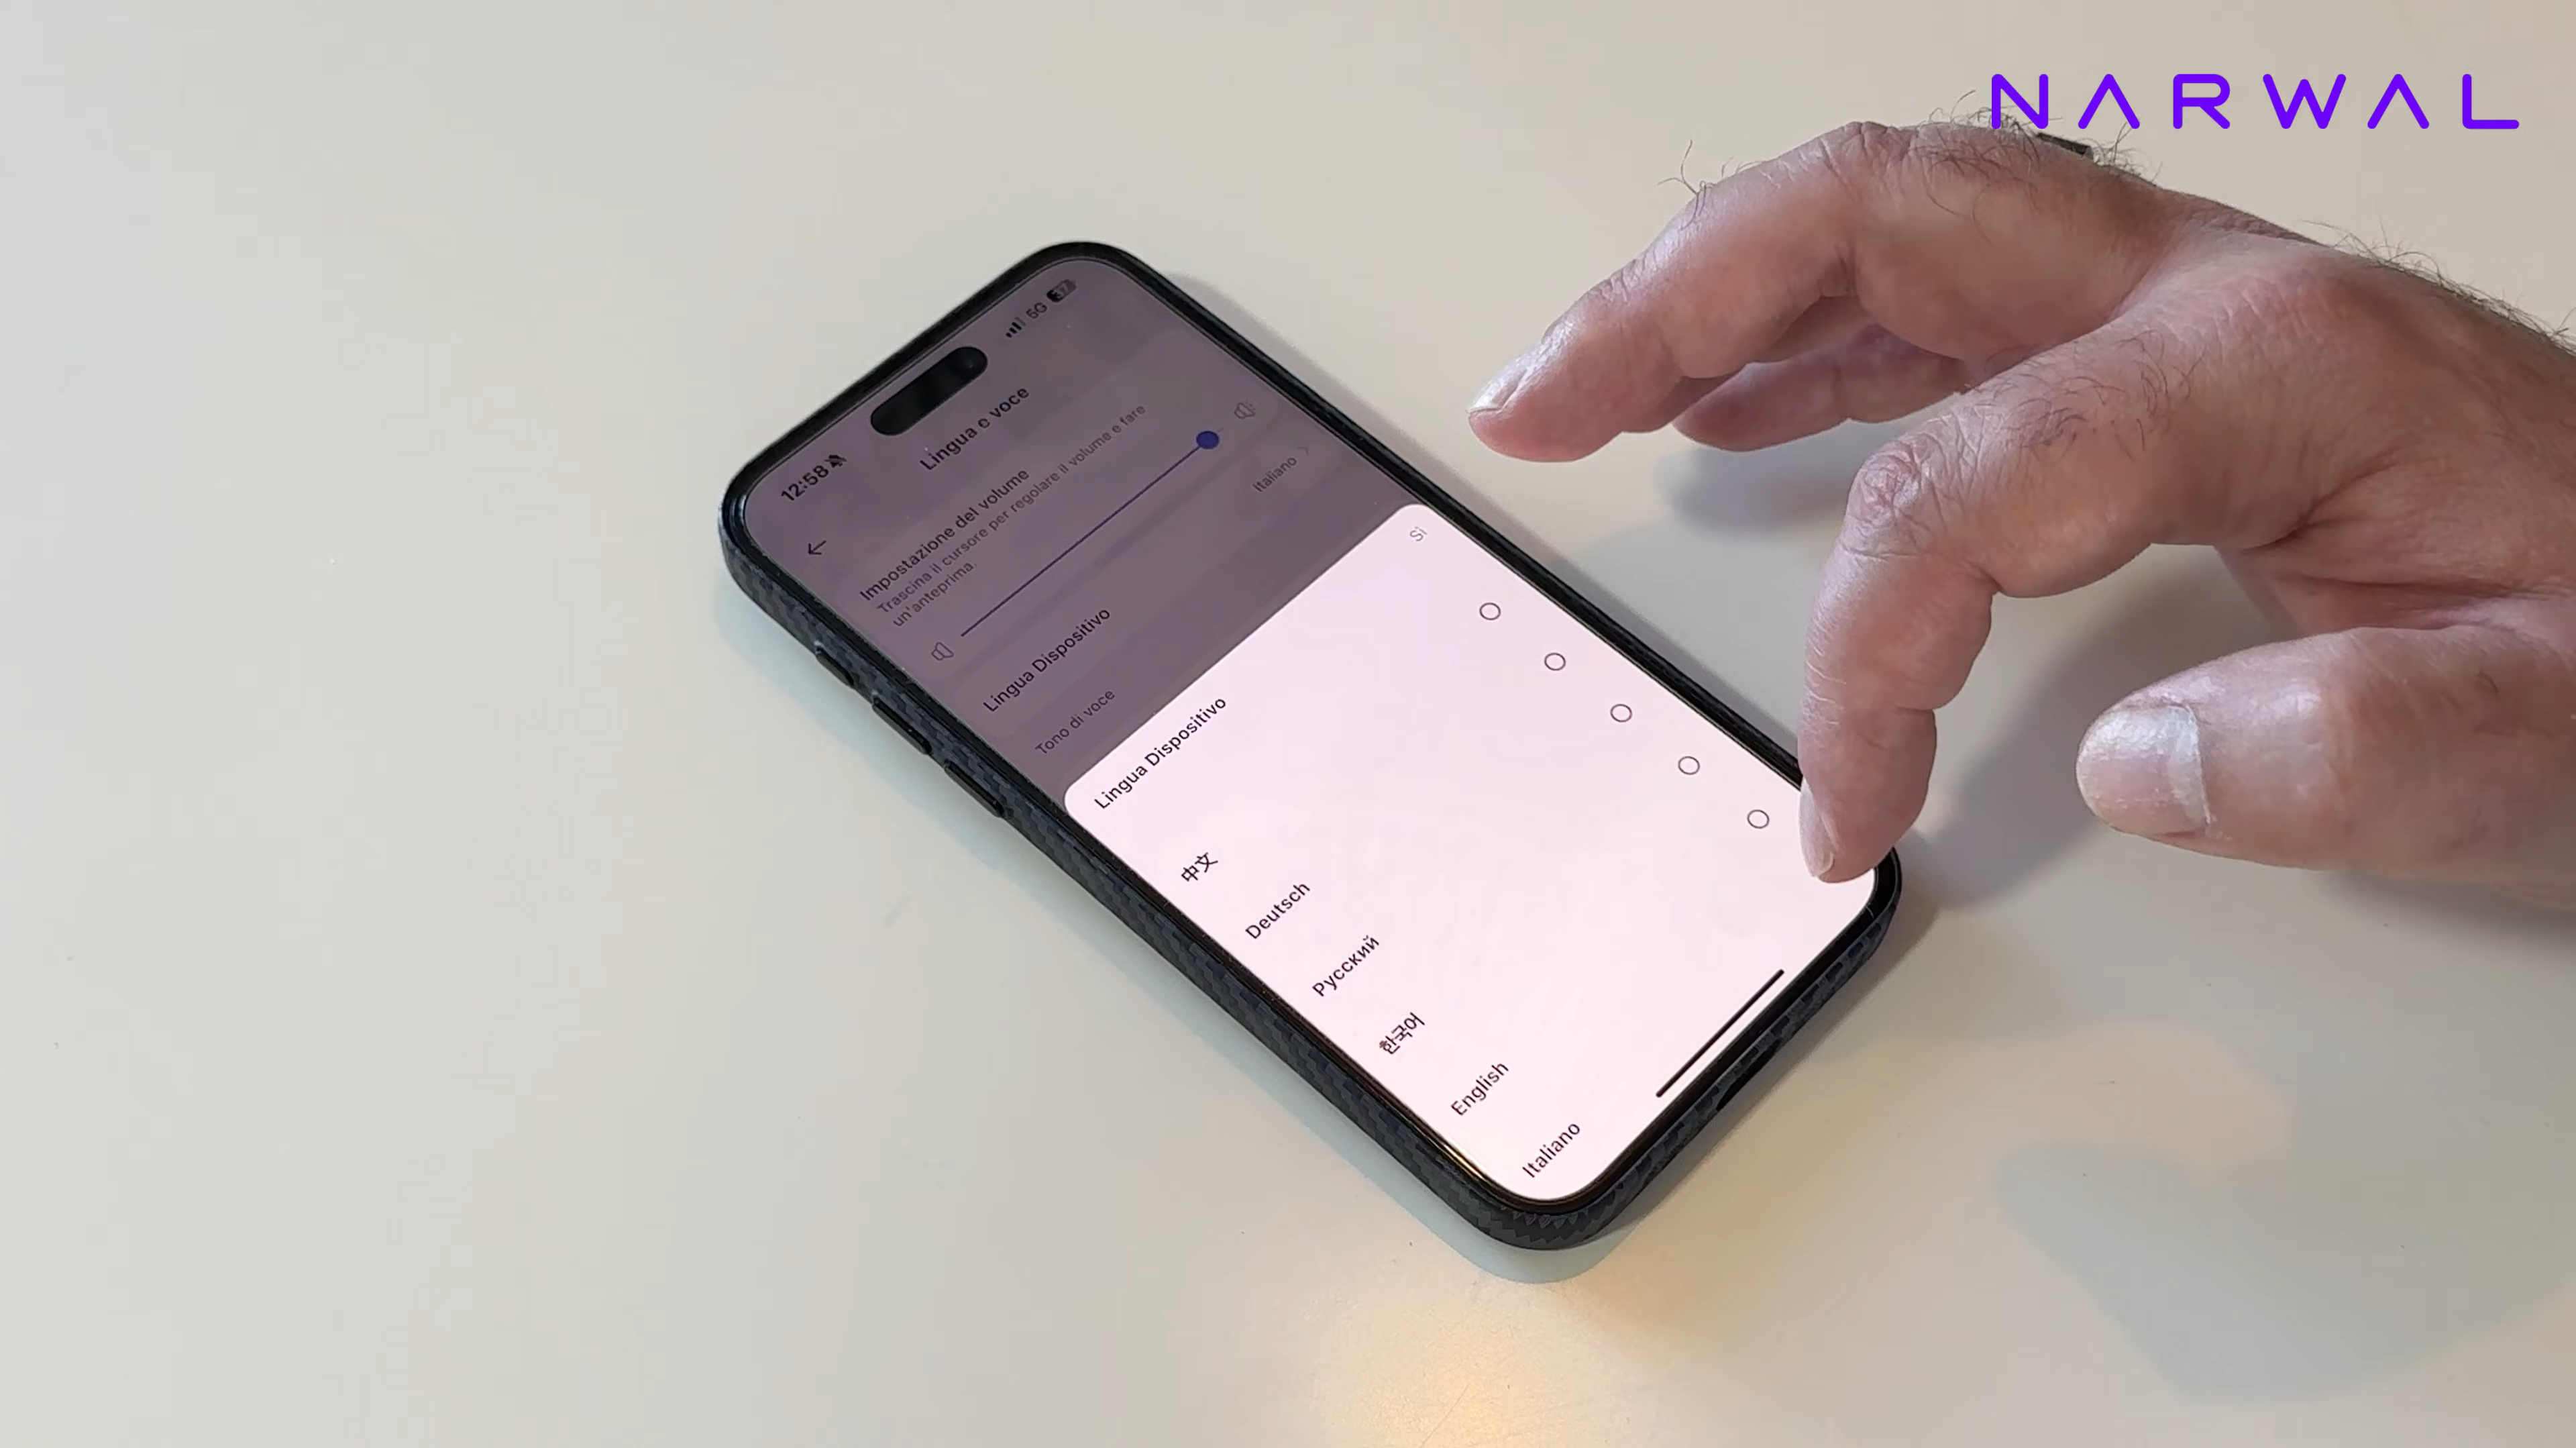 NARWAL
12:58
5G
37
Lingua e voce
Impostazione del volume
Trascina il cursore per regolare il volume e fare
un'anteprima.
Lingua Dispositivo
Italiano
Tono di voce
Lingua Dispositivo
Sì
中文
Deutsch
Русский
한국어
English
Italiano